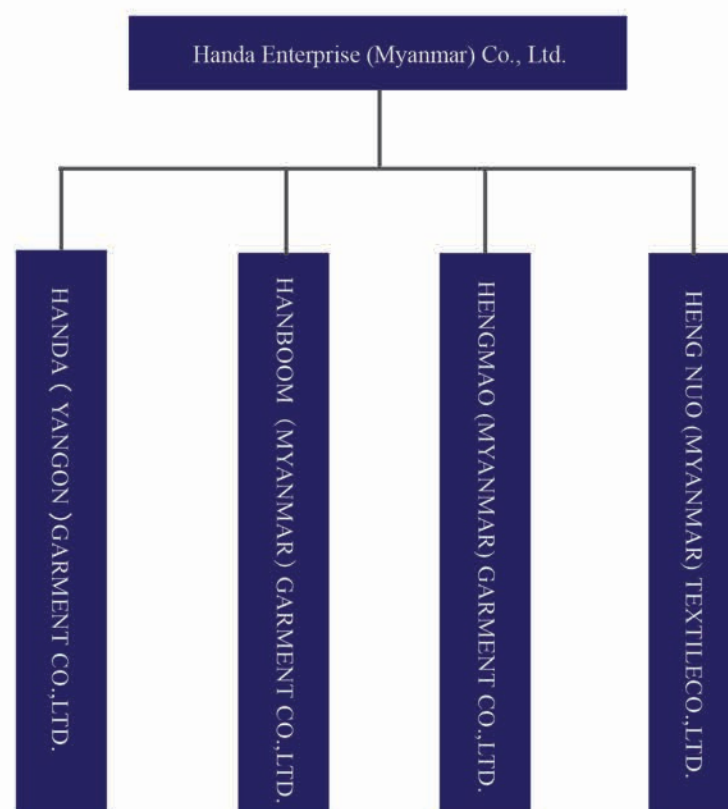 Handa Enterprise (Myanmar) Co., Ltd.
HANDA ( YANGON )GARMENT CO.,LTD.
HANBOOM (MYANMAR) GARMENT CO.,LTD.
HENGMAO (MYANMAR) GARMENT CO.,LTD.
HENG NUO (MYANMAR) TEXTILECO.,LTD.